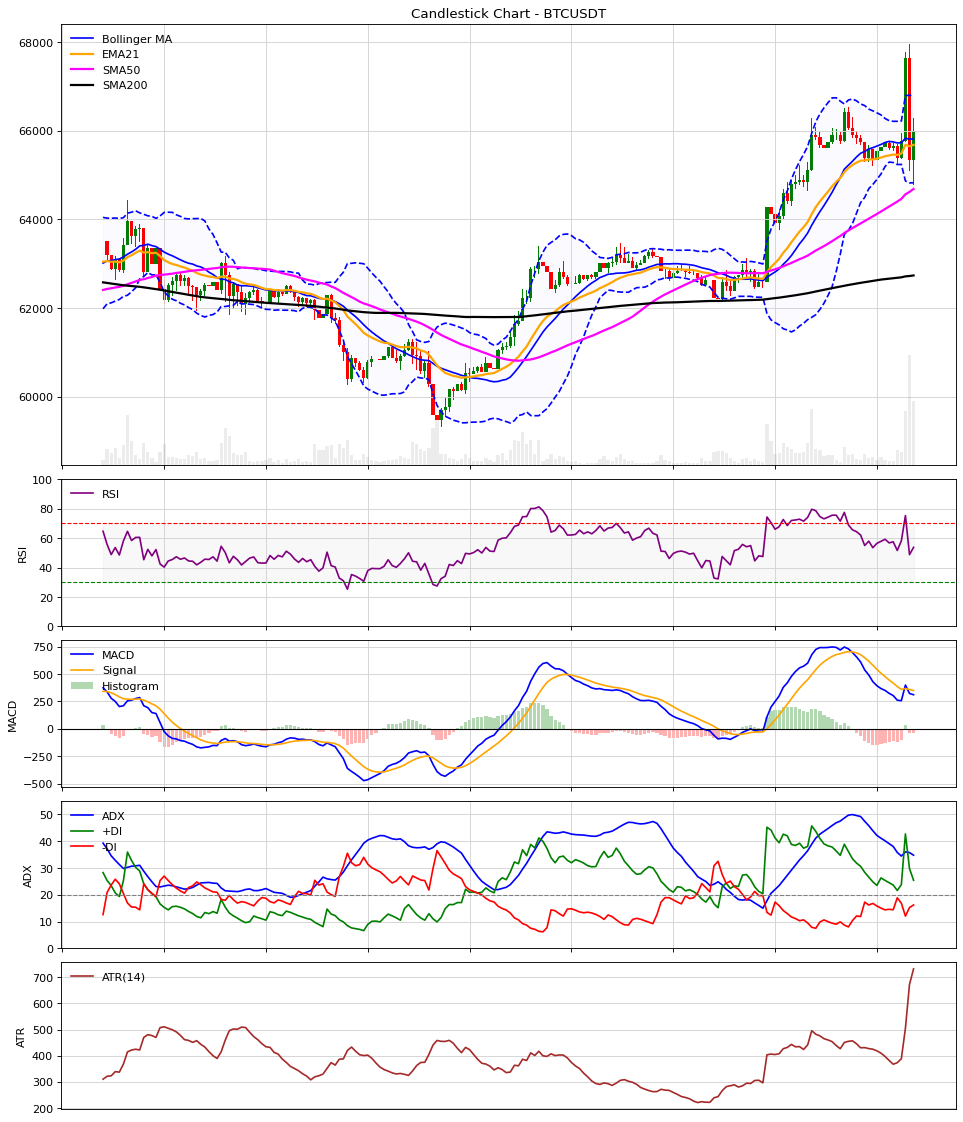 Candlestick Chart - BTCUSDT
Bollinger MA
EMA21
SMA50
SMA200
68000
66000
64000
62000
60000
RSI
RSI
100
80
60
40
20
0
MACD
Signal
Histogram
MACD
750
500
250
0
−250
−500
ADX
+DI
-DI
ADX
50
40
30
20
10
0
ATR(14)
ATR
700
600
500
400
300
200